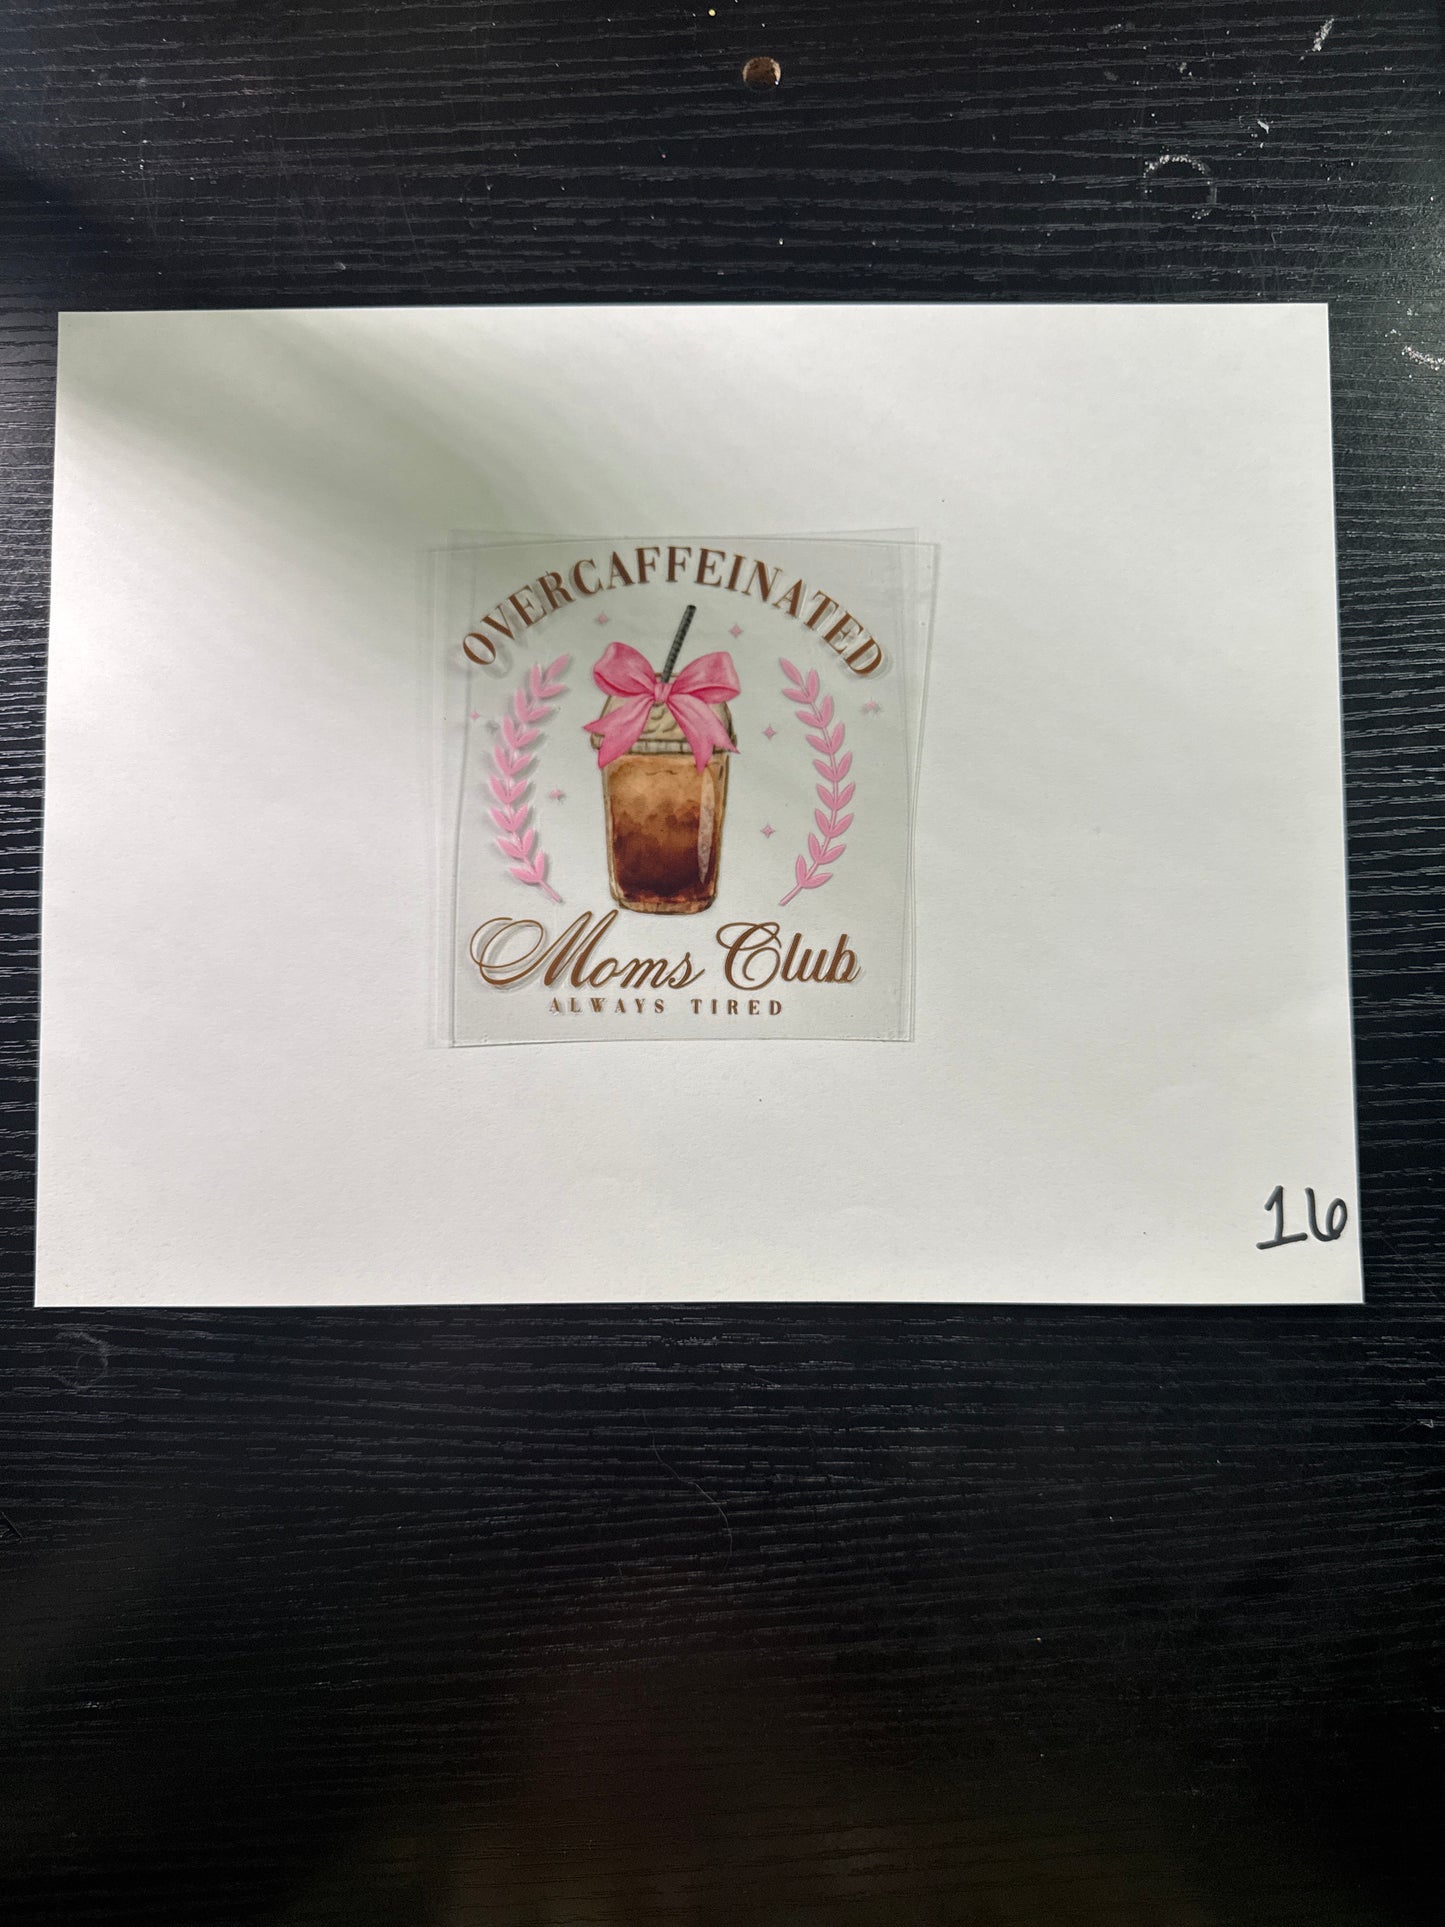 OVERCAFFEINATED
Moms Club
ALWAYS TIRED
16